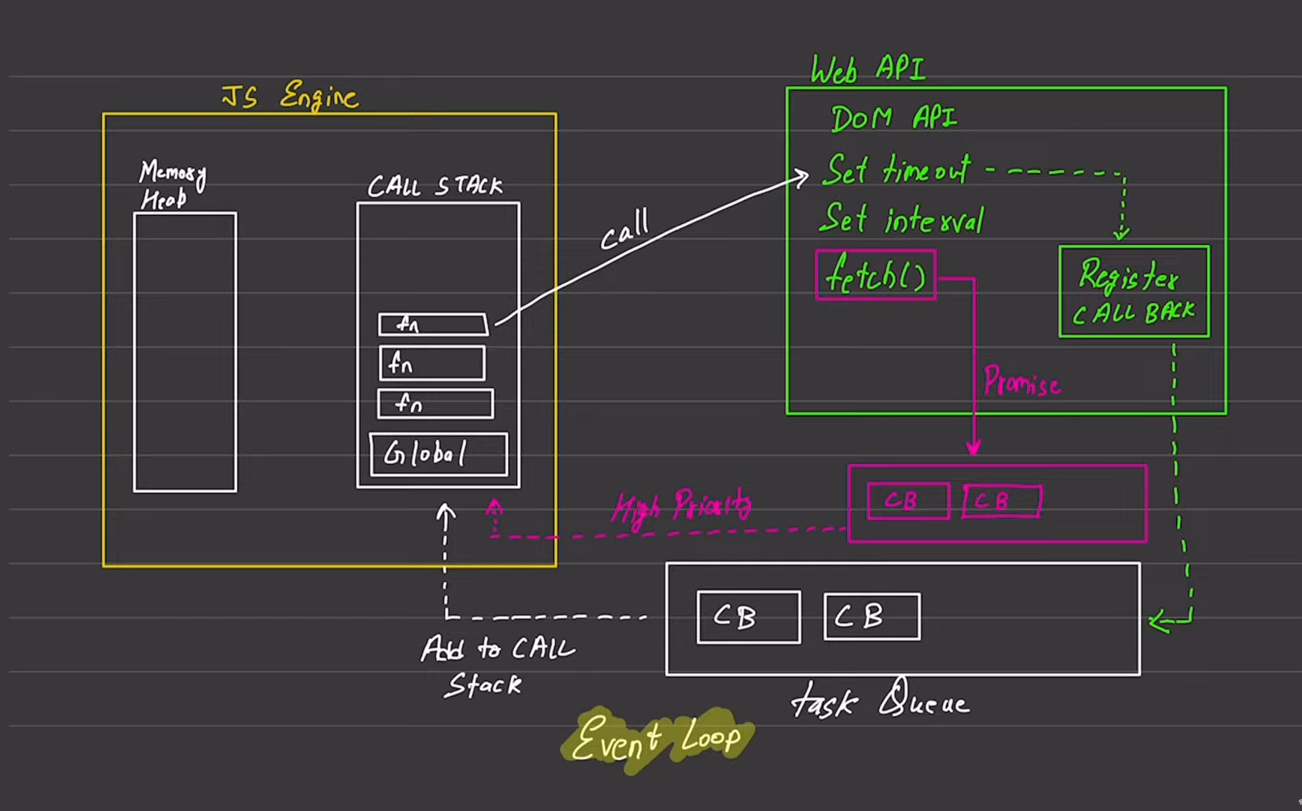 JS Engine
Memory
Heap
CALL STACK
fn
fn
fn
Global
call
Web API
DOM API
Set timeout
Set interval
fetch()
Register
CALL BACK
Promise
High Priority
CB CB
CB CB
Add to CALL
Stack
task Queue
Event Loop